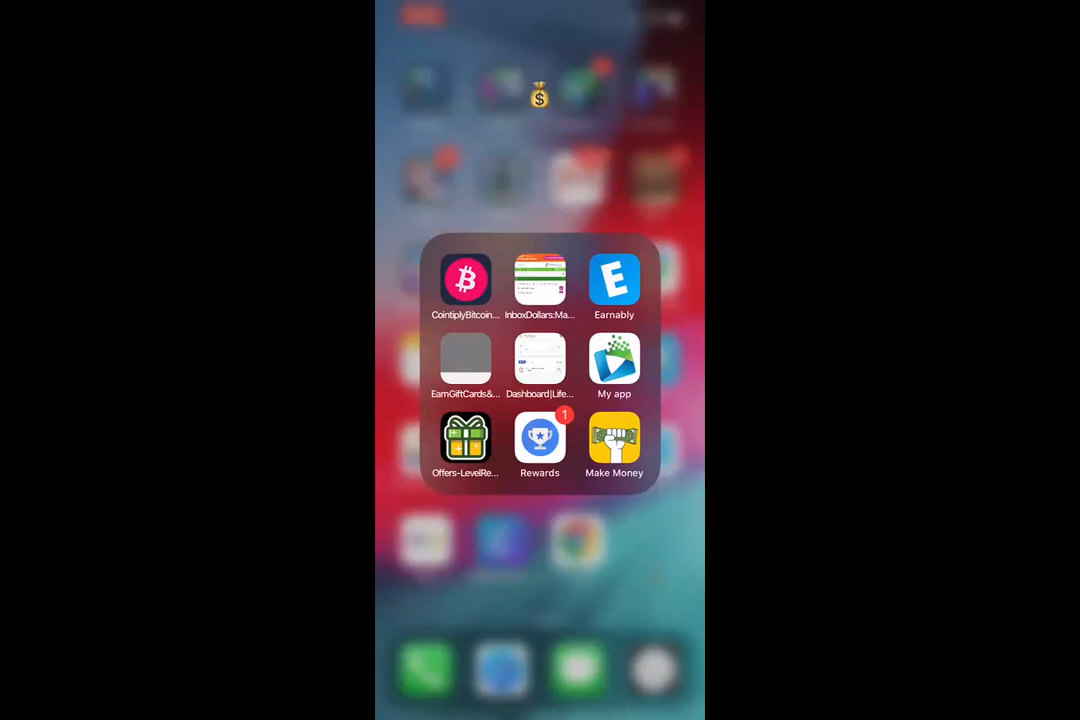 CointiplyBitcoin...
InboxDollars:Ma...
E
Earnably
EarnGiftCards&...
Dashboard|Life...
My app
1
Offers-LevelRe...
Rewards
Make Money